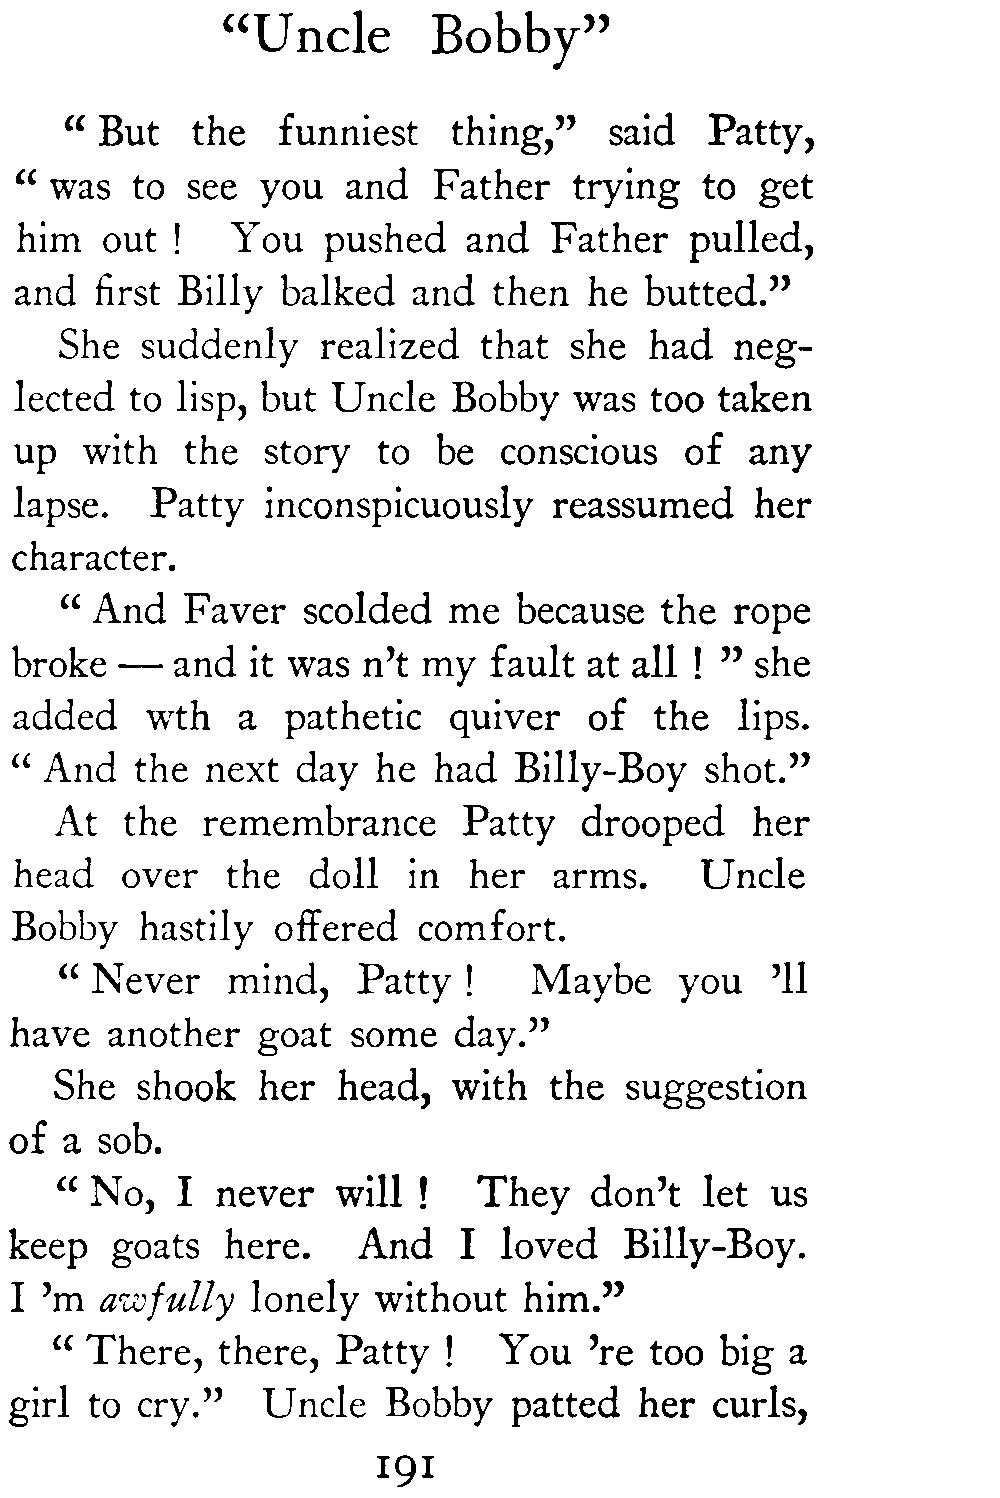 “Uncle Bobby”
“ But the funniest thing,” said Patty,
“ was to see you and Father trying to get
him out ! You pushed and Father pulled,
and first Billy balked and then he butted.”
She suddenly realized that she had neg-
lected to lisp, but Uncle Bobby was too taken
up with the story to be conscious of any
lapse. Patty inconspicuously reassumed her
character.
“ And Faver scolded me because the rope
broke — and it was n’t my fault at all ! ” she
added wth a pathetic quiver of the lips.
“ And the next day he had Billy-Boy shot.”
At the remembrance Patty drooped her
head over the doll in her arms. Uncle
Bobby hastily offered comfort.
“ Never mind, Patty ! Maybe you ’ll
have another goat some day.”
She shook her head, with the suggestion
of a sob.
“ No, I never will ! They don’t let us
keep goats here. And I loved Billy-Boy.
I ’m awfully lonely without him.”
“ There, there, Patty ! You ’re too big a
girl to cry.” Uncle Bobby patted her curls,
191